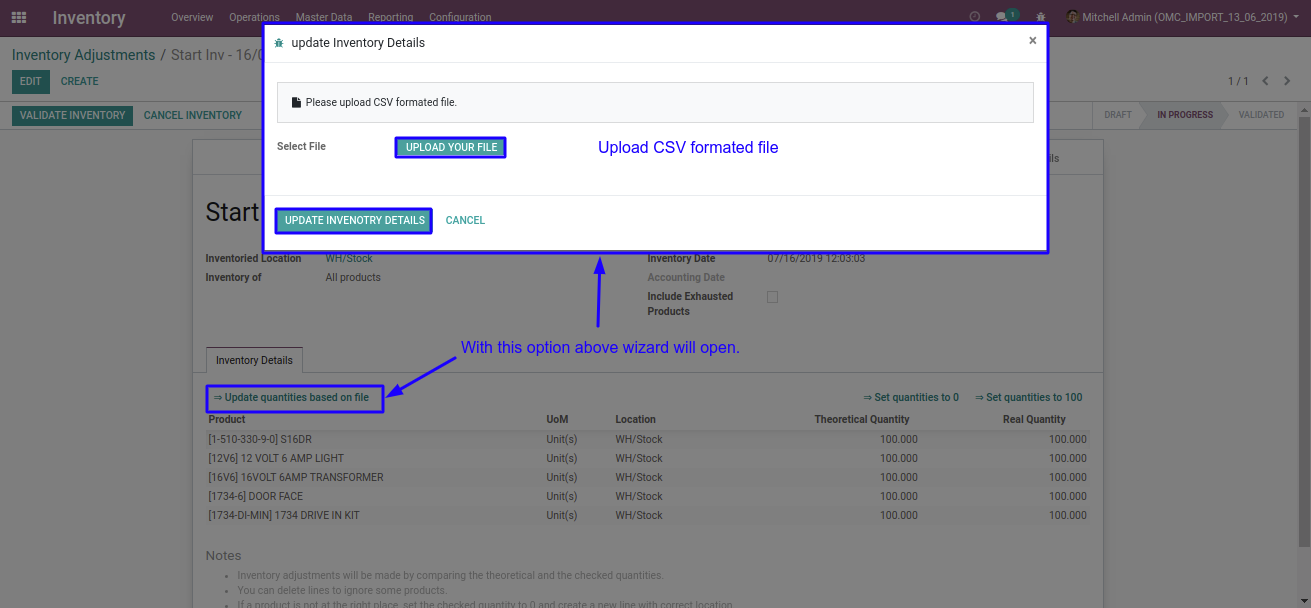 Inventory Overview Operations Master Data Reporting Configuration 1 Mitchell Admin (OMC_IMPORT_13_06_2019)
Inventory Adjustments / Start Inv - 16/0
update Inventory Details ×
EDIT CREATE 1 / 1
Please upload CSV formated file.
VALIDATE INVENTORY CANCEL INVENTORY DRAFT IN PROGRESS VALIDATED
Select File UPLOAD YOUR FILE Upload CSV formated file
ls
Start
UPDATE INVENOTRY DETAILS CANCEL
Inventoried Location WH/Stock Inventory Date 07/16/2019 12:03:03
Inventory of All products Accounting Date
Include Exhausted
Products
With this option above wizard will open.
Inventory Details
⇒ Update quantities based on file ⇒ Set quantities to 0 ⇒ Set quantities to 100
Product UoM Location Theoretical Quantity Real Quantity
[1-510-330-9-0] S16DR Unit(s) WH/Stock 100.000 100.000
[12V6] 12 VOLT 6 AMP LIGHT Unit(s) WH/Stock 100.000 100.000
[16V6] 16VOLT 6AMP TRANSFORMER Unit(s) WH/Stock 100.000 100.000
[1734-6] DOOR FACE Unit(s) WH/Stock 100.000 100.000
[1734-DI-MIN] 1734 DRIVE IN KIT Unit(s) WH/Stock 100.000 100.000
Notes
• Inventory adjustments will be made by comparing the theoretical and the checked quantities.
• You can delete lines to ignore some products.
• If a product is not at the right place, set the checked quantity to 0 and create a new line with correct location.